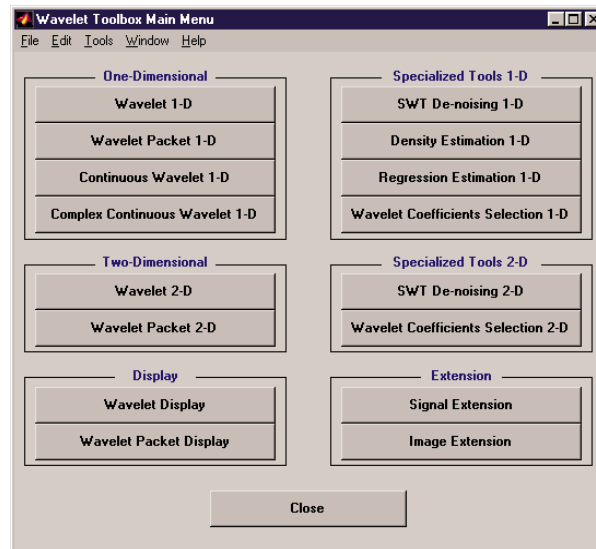 Wavelet Toolbox Main Menu
File Edit Tools Window Help
One-Dimensional
Wavelet 1-D
Wavelet Packet 1-D
Continuous Wavelet 1-D
Complex Continuous Wavelet 1-D
Specialized Tools 1-D
SWT De-noising 1-D
Density Estimation 1-D
Regression Estimation 1-D
Wavelet Coefficients Selection 1-D
Two-Dimensional
Wavelet 2-D
Wavelet Packet 2-D
Specialized Tools 2-D
SWT De-noising 2-D
Wavelet Coefficients Selection 2-D
Display
Wavelet Display
Wavelet Packet Display
Extension
Signal Extension
Image Extension
Close